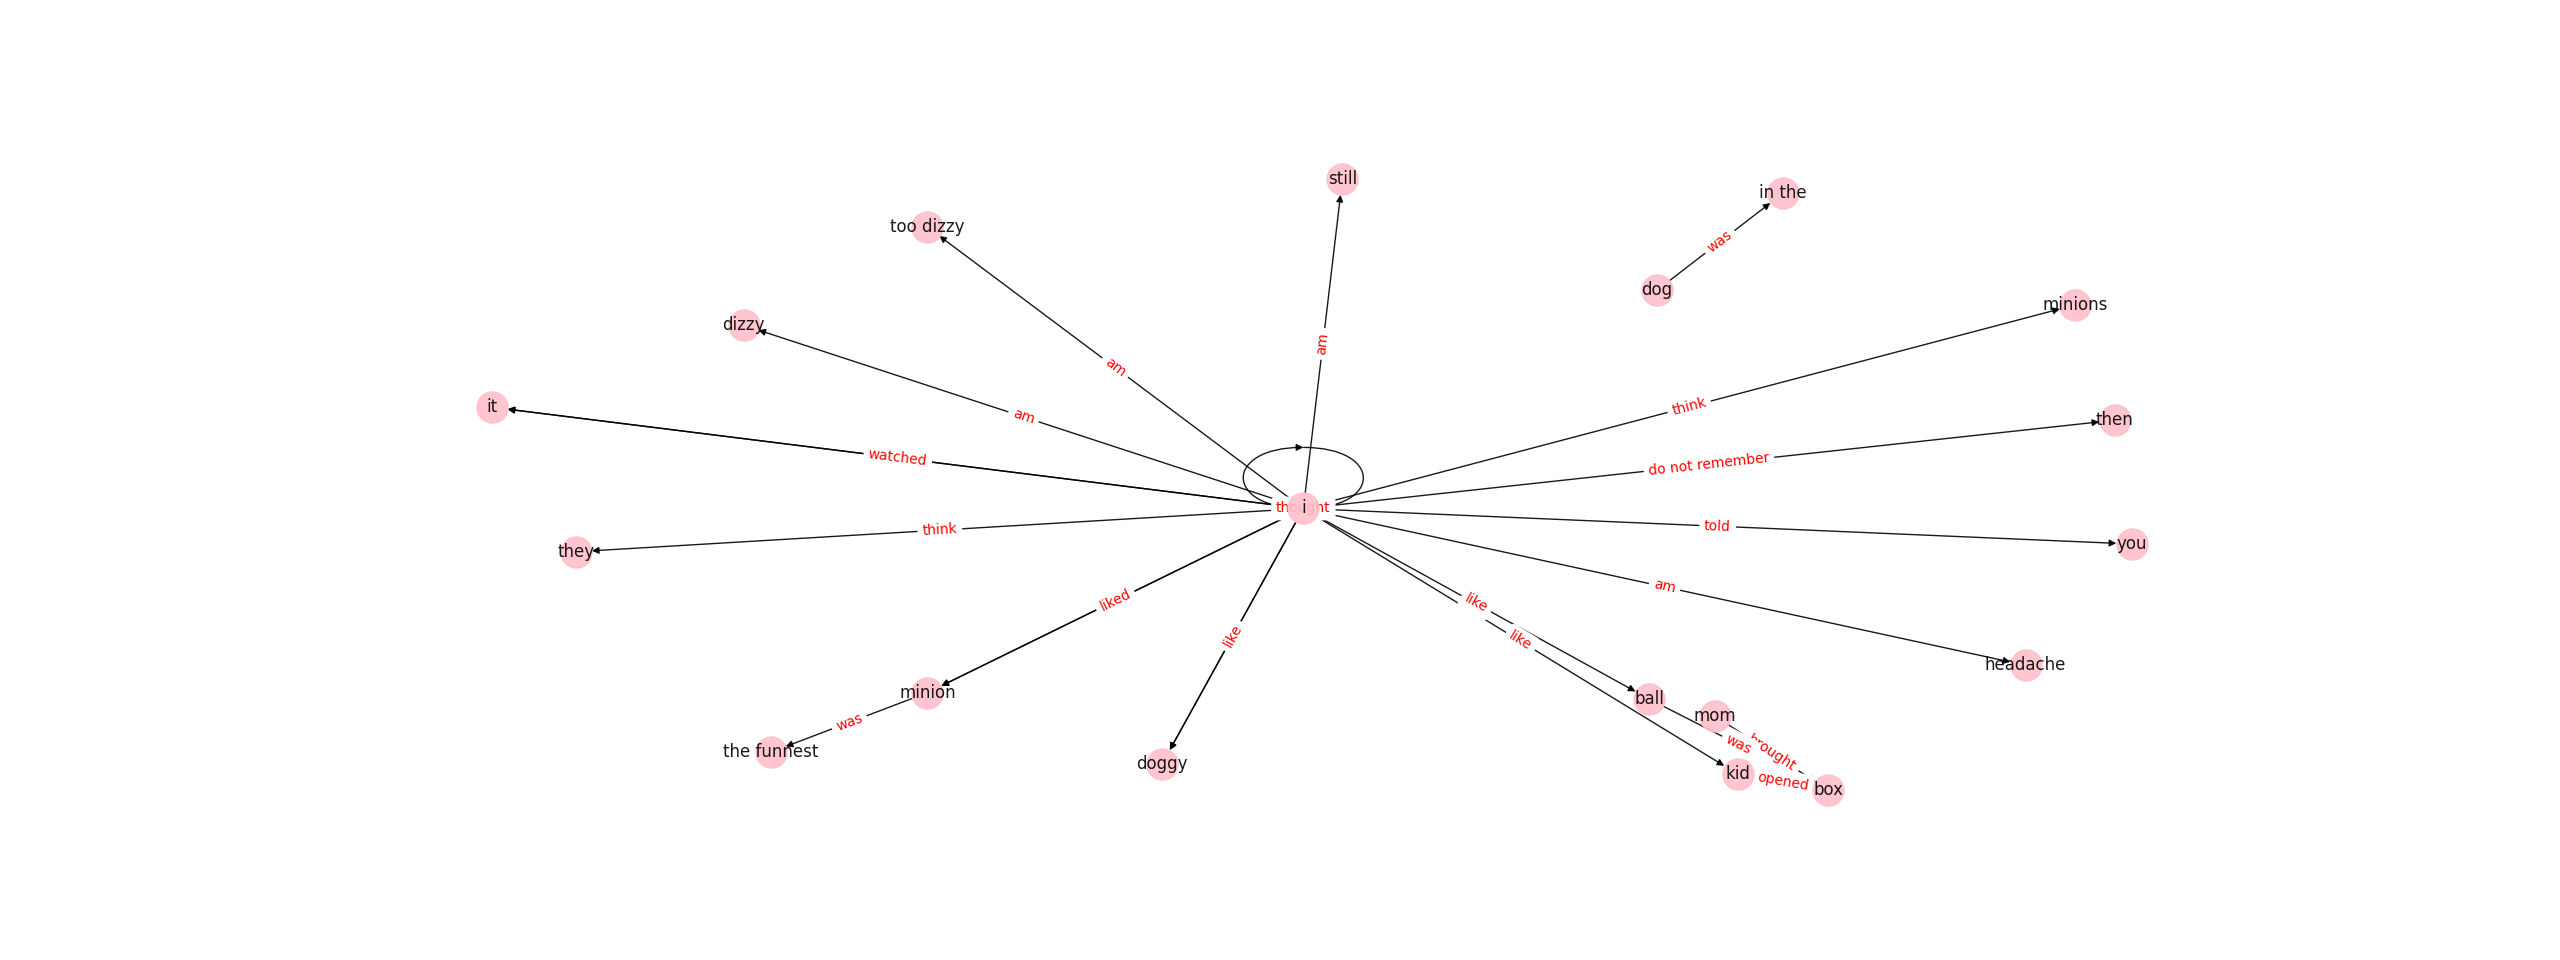 still
in the
too dizzy
was
dog
minions
dizzy
am
am
think
it
am
then
watched
do not remember
thought
i
told
think
you
they
am
liked
like
like
like
headache
minion
ball
was
mom
the funnest
was
brought
doggy
kid
opened
box